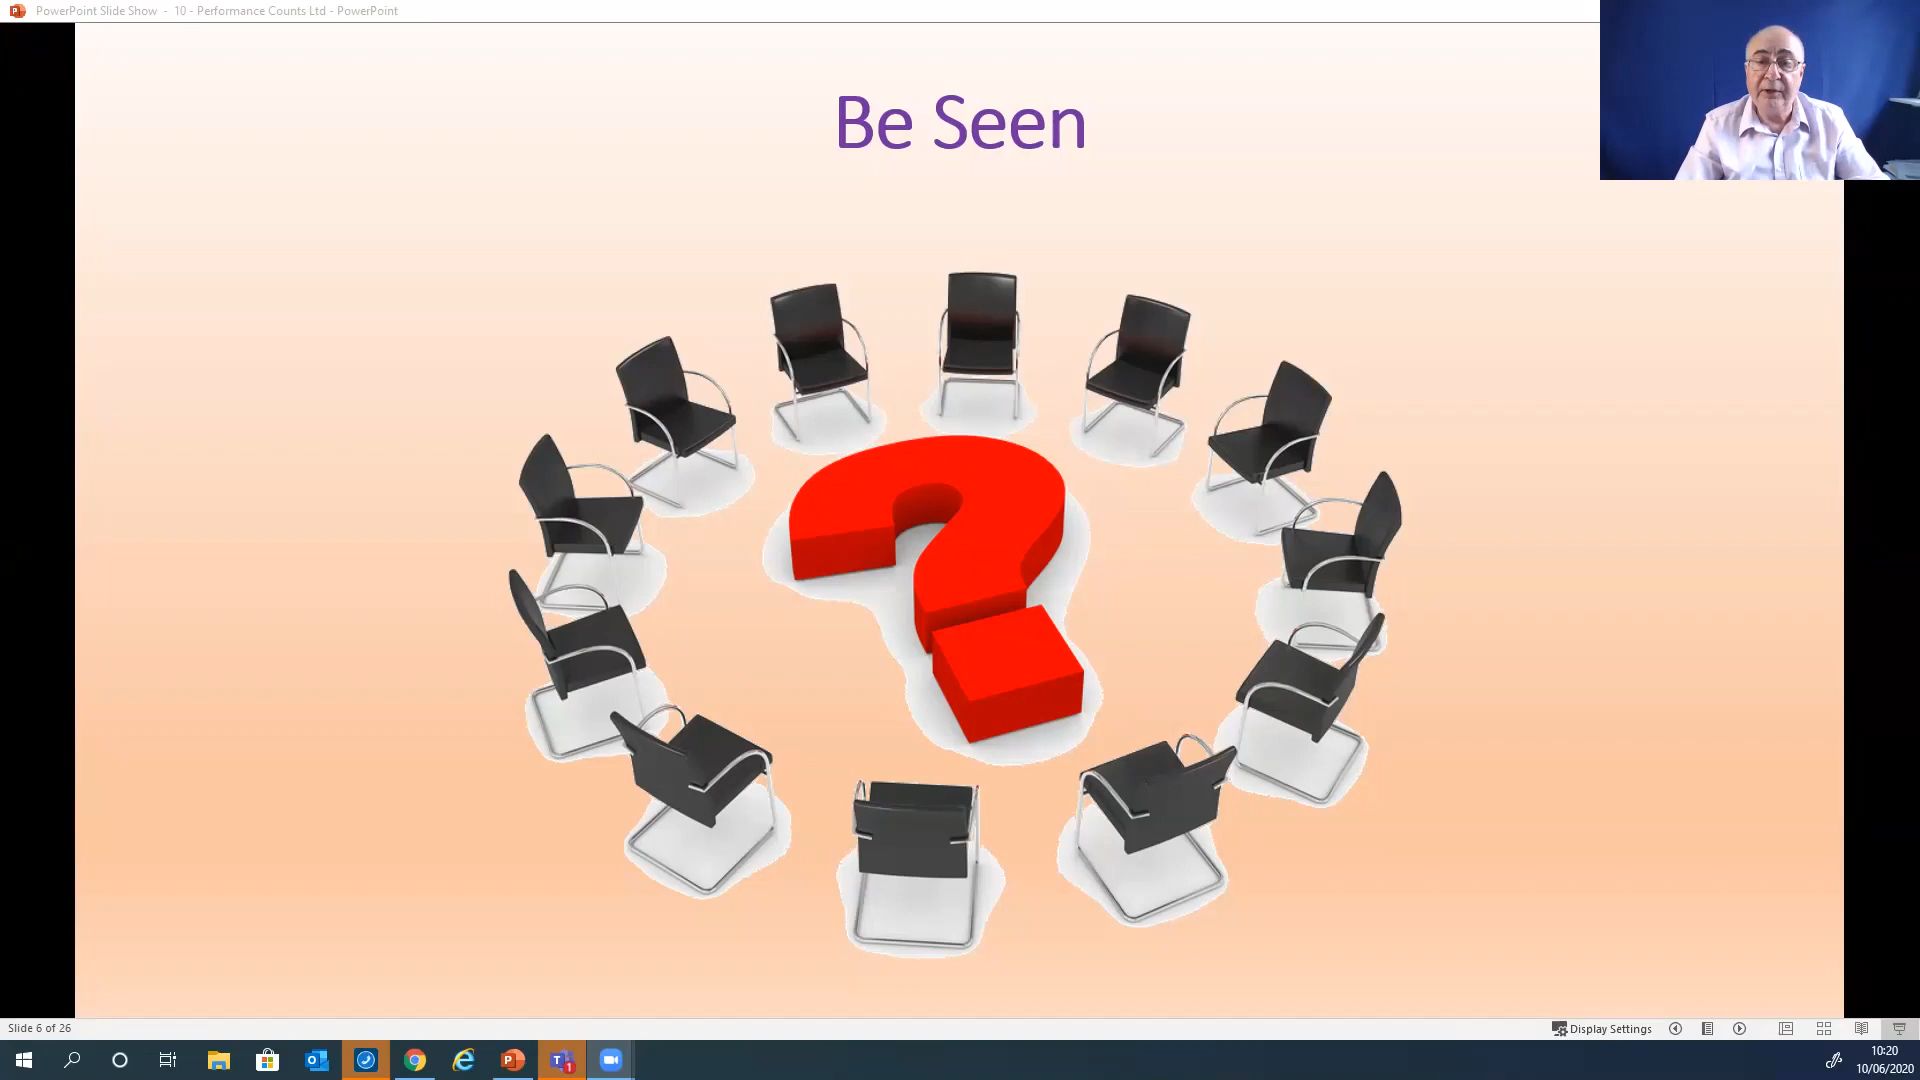 PowerPoint Slide Show - 10 - Performance Counts Ltd - PowerPoint
Be Seen
?
Slide 6 of 26
Display Settings
10:20
10/06/2020
1